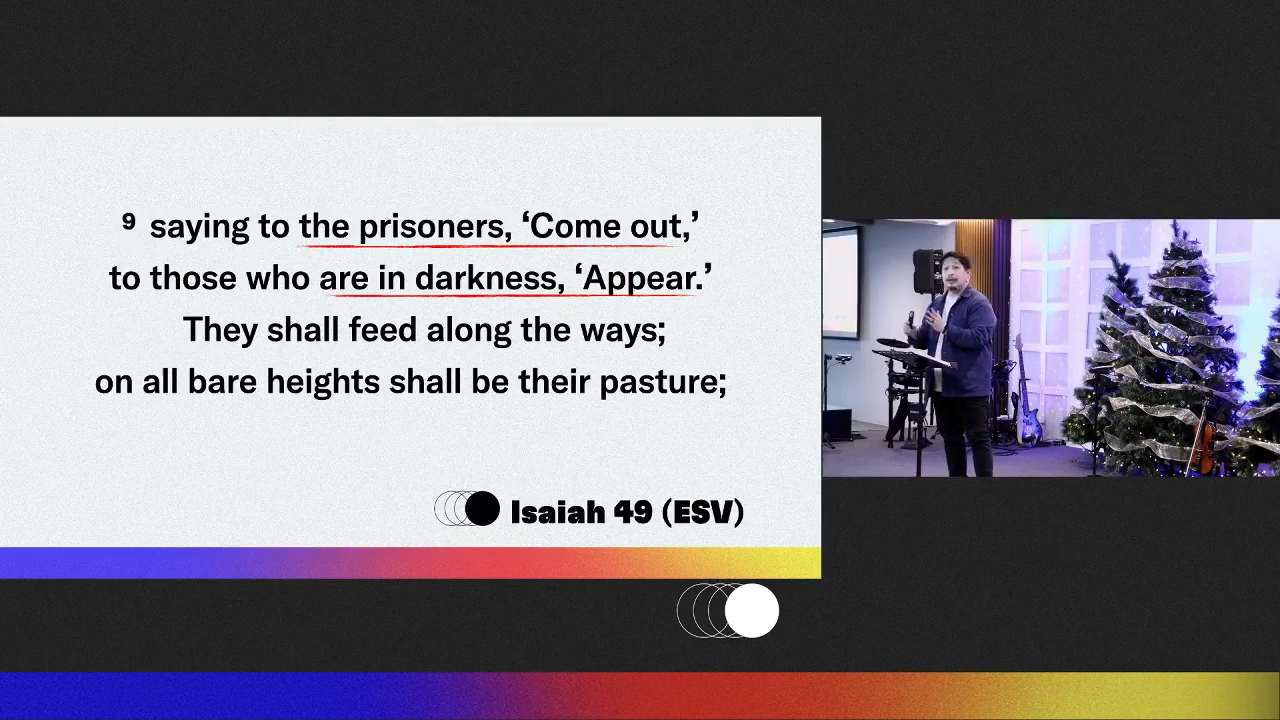 ⁹ saying to the prisoners, ‘Come out,’
to those who are in darkness, ‘Appear.’
They shall feed along the ways;
on all bare heights shall be their pasture;
Isaiah 49 (ESV)